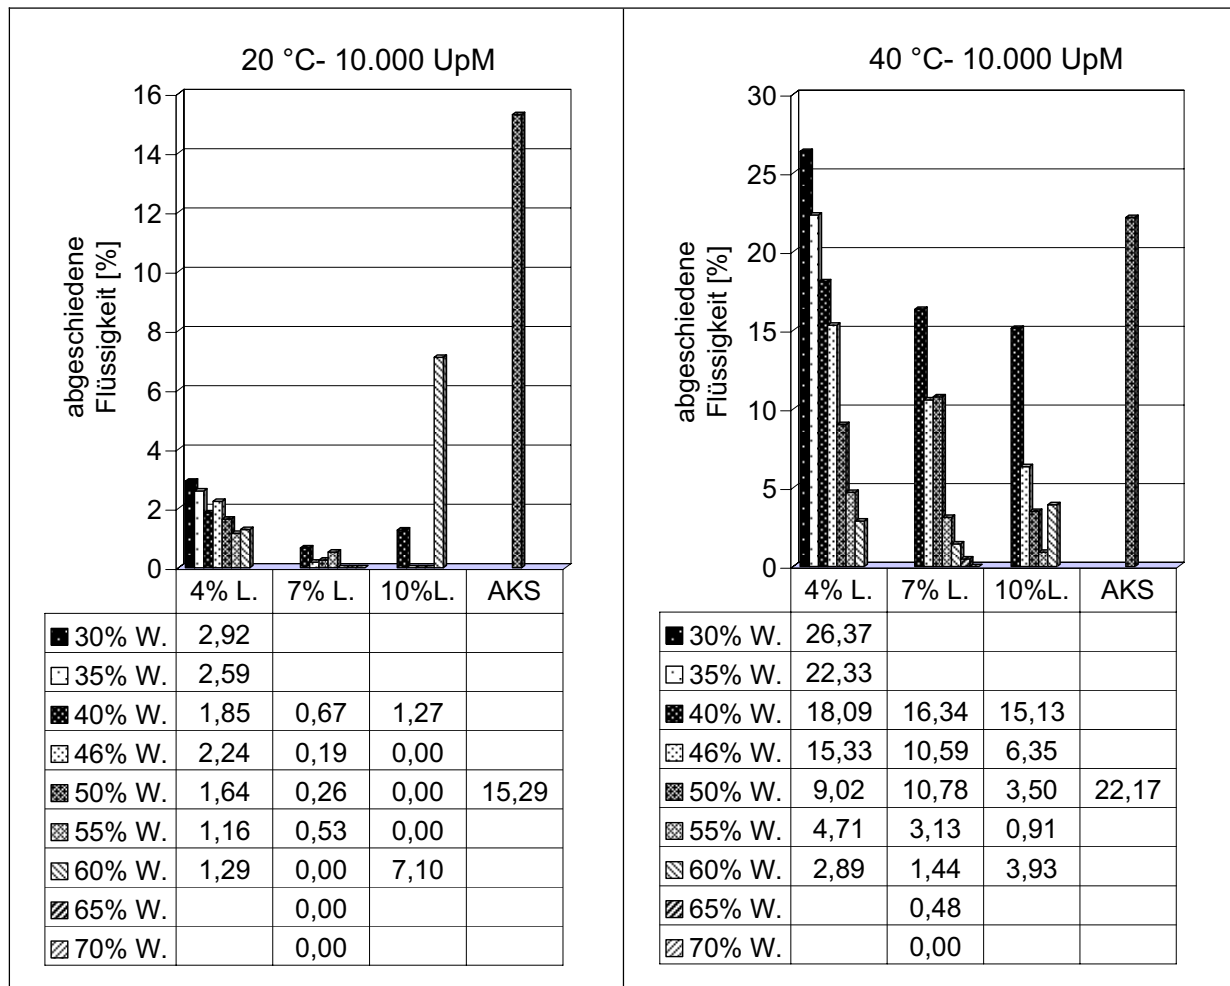 20 °C- 10.000 UpM
abgeschiedene
Flüssigkeit [%]
16
14
12
10
8
6
4
2
0
4% L. 7% L. 10%L. AKS
30% W. 2,92
35% W. 2,59
40% W. 1,85 0,67 1,27
46% W. 2,24 0,19 0,00
50% W. 1,64 0,26 0,00 15,29
55% W. 1,16 0,53 0,00
60% W. 1,29 0,00 7,10
65% W. 0,00
70% W. 0,00
40 °C- 10.000 UpM
abgeschiedene
Flüssigkeit [%]
30
25
20
15
10
5
0
4% L. 7% L. 10%L. AKS
30% W. 26,37
35% W. 22,33
40% W. 18,09 16,34 15,13
46% W. 15,33 10,59 6,35
50% W. 9,02 10,78 3,50 22,17
55% W. 4,71 3,13 0,91
60% W. 2,89 1,44 3,93
65% W. 0,48
70% W. 0,00